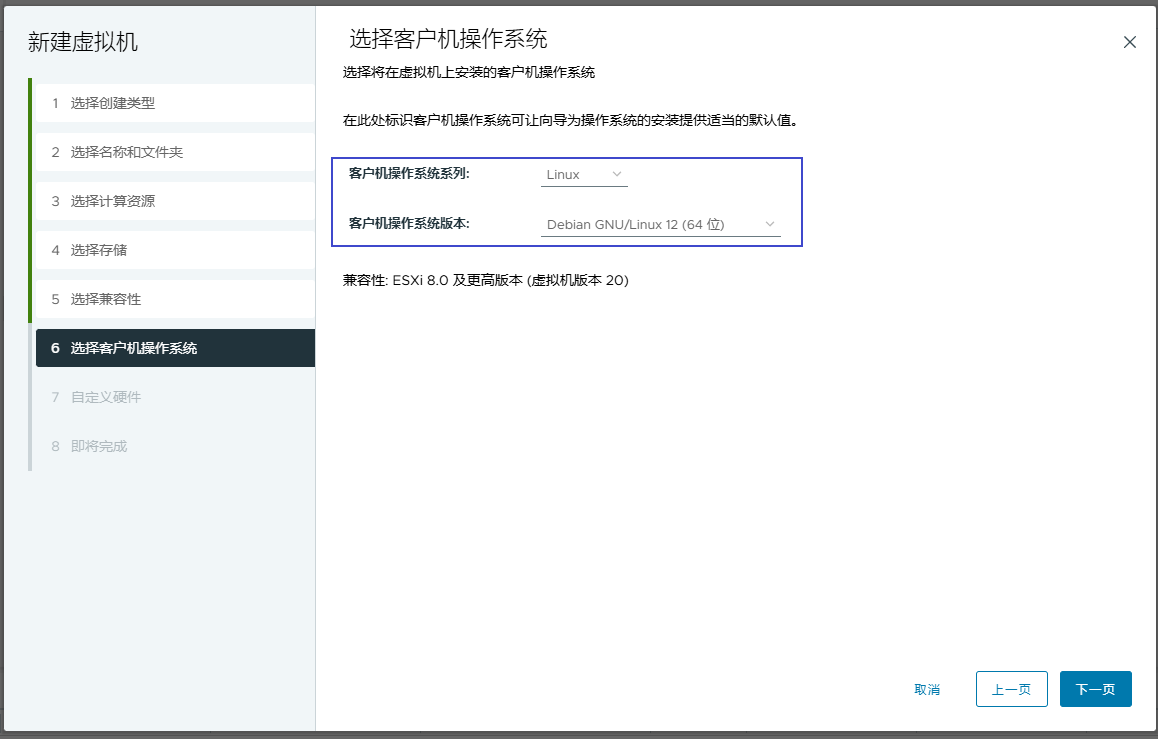 新建虚拟机
1 选择创建类型
2 选择名称和文件夹
3 选择计算资源
4 选择存储
5 选择兼容性
6 选择客户机操作系统
7 自定义硬件
8 即将完成
选择客户机操作系统
选择将在虚拟机上安装的客户机操作系统
在此处标识客户机操作系统可让向导为操作系统的安装提供适当的默认值。
客户机操作系统系列: Linux
客户机操作系统版本: Debian GNU/Linux 12 (64 位)
兼容性: ESXi 8.0 及更高版本 (虚拟机版本 20)
取消 上一页 下一页